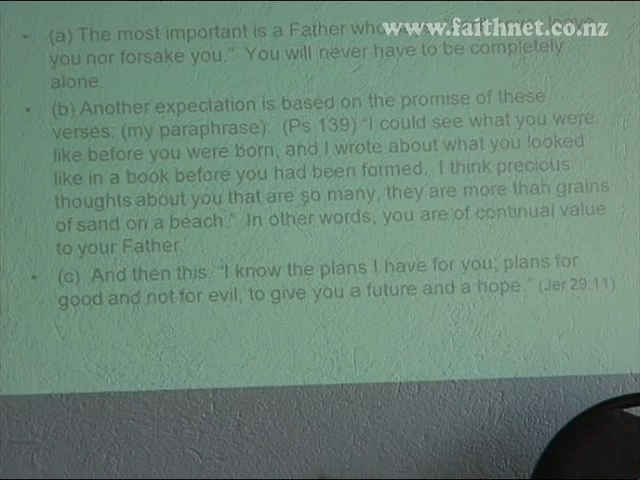 www.faithnet.co.nz
• (a) The most important is a Father who
you nor forsake you.” You will never have to be completely
alone.
• (b) Another expectation is based on the promise of these
verses: (my paraphrase): (Ps 139) “I could see what you were
like before you were born, and I wrote about what you looked
like in a book before you had been formed. I think precious
thoughts about you that are so many, they are more than grains
of sand on a beach.” In other words, you are of continual value
to your Father.
• (c) And then this: “I know the plans I have for you; plans for
good and not for evil, to give you a future and a hope.” (Jer 29:11)